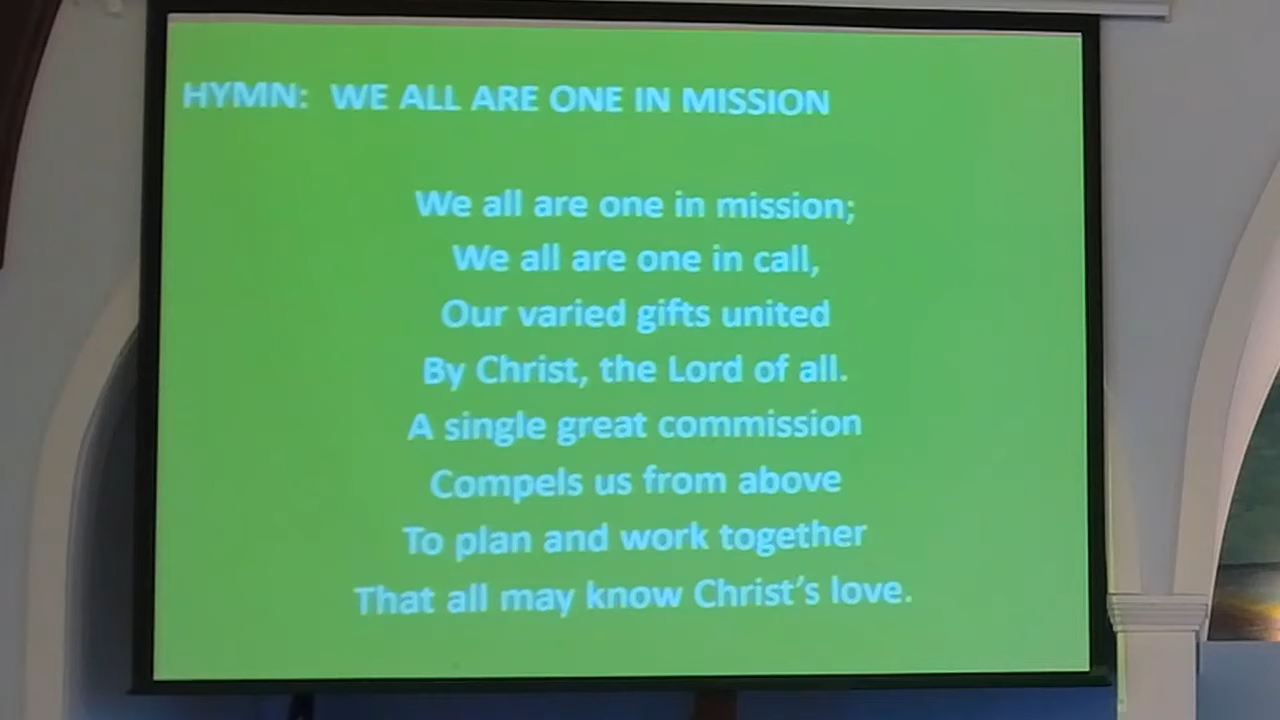 HYMN: WE ALL ARE ONE IN MISSION
We all are one in mission;
We all are one in call,
Our varied gifts united
By Christ, the Lord of all.
A single great commission
Compels us from above
To plan and work together
That all may know Christ's love.